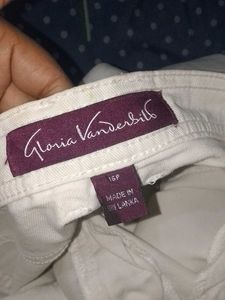 Gloria Vanderbilt
16P
MADE IN
SRI LANKA